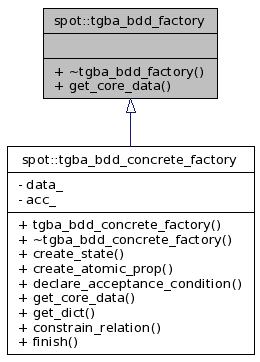 spot::tgba_bdd_factory
+ ~tgba_bdd_factory()
+ get_core_data()
spot::tgba_bdd_concrete_factory
- data_
- acc_
+ tgba_bdd_concrete_factory()
+ ~tgba_bdd_concrete_factory()
+ create_state()
+ create_atomic_prop()
+ declare_acceptance_condition()
+ get_core_data()
+ get_dict()
+ constrain_relation()
+ finish()